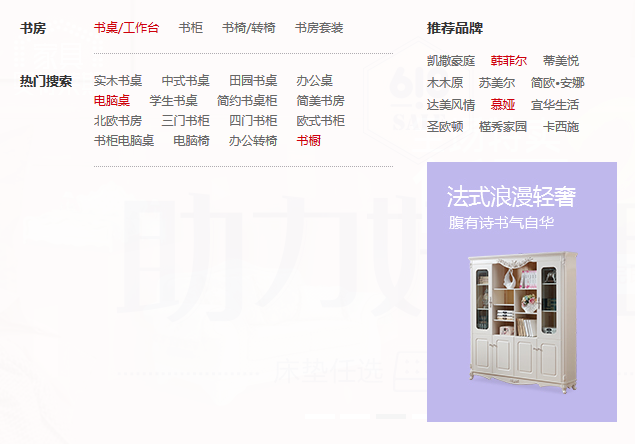 书房
书桌/工作台 书柜 书椅/转椅 书房套装
热门搜索
实木书桌 中式书桌 田园书桌 办公桌
电脑桌 学生书桌 简约书桌柜 简美书房
北欧书房 三门书柜 四门书柜 欧式书柜
书柜电脑桌 电脑椅 办公转椅 书橱
推荐品牌
凯撒豪庭 韩菲尔 蒂美悦
木木原 苏美尔 简欧•安娜
达美风情 慕娅 宜华生活
圣欧顿 槿秀家园 卡西施
法式浪漫轻奢
腹有诗书气自华
助力
床垫任选